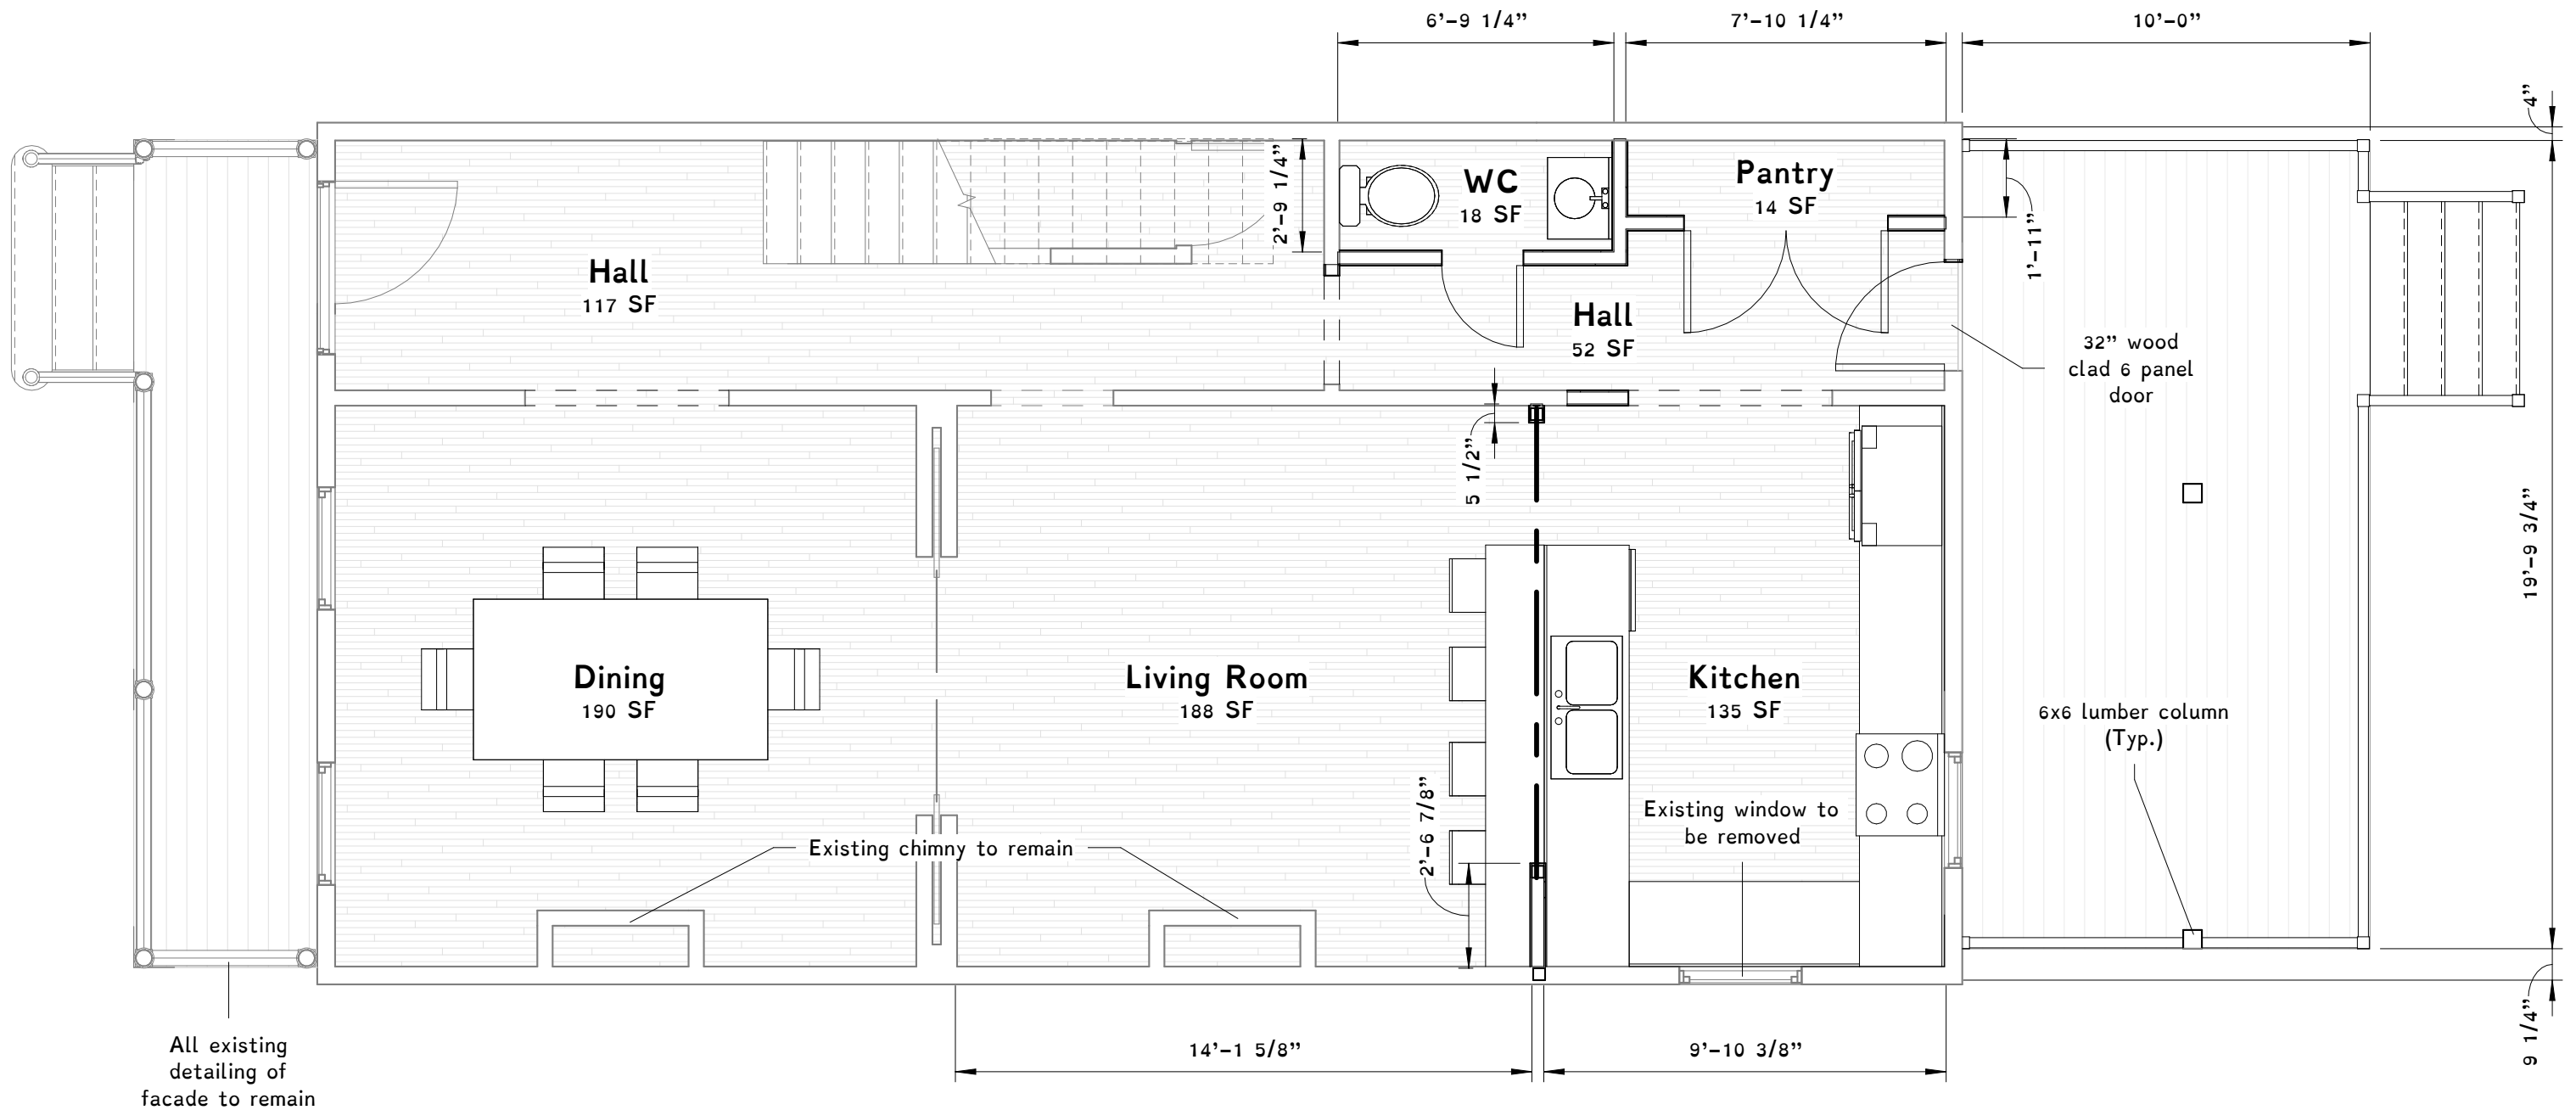 6’–9 1/4”
7’–10 1/4”
10’–0”
4”
2’–9 1/4”
WC
18 SF
Pantry
14 SF
1’–11”
Hall
117 SF
Hall
52 SF
32” wood
clad 6 panel
door
5 1/2”
19’–9 3/4”
Dining
190 SF
Living Room
188 SF
Kitchen
135 SF
6x6 lumber column
(Typ.)
2’–6 7/8”
Existing window to
be removed
Existing chimny to remain
9 1/4”
All existing
detailing of
facade to remain
14’–1 5/8”
9’–10 3/8”